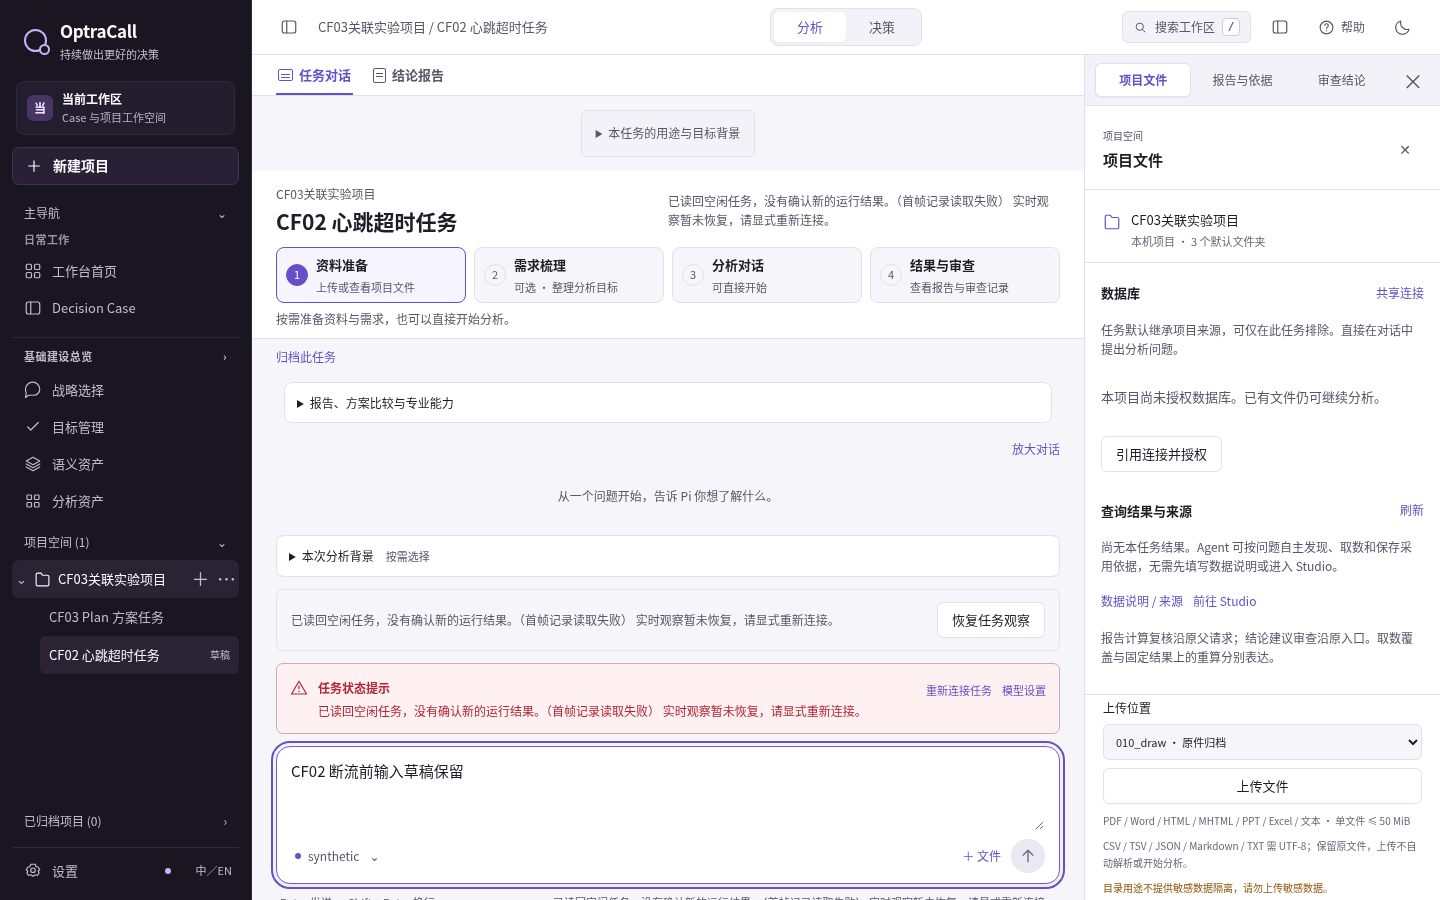 OptraCall
持续做出更好的决策
当
当前工作区
Case 与项目工作空间
新建项目
主导航
日常工作
工作台首页
Decision Case
基础建设总览
战略选择
目标管理
语义资产
分析资产
项目空间 (1)
CF03关联实验项目
CF03 Plan 方案任务
CF02 心跳超时任务
草稿
已归档项目 (0)
设置
中／EN
CF03关联实验项目 / CF02 心跳超时任务
分析
决策
搜索工作区 /
帮助
任务对话
结论报告
本任务的用途与目标背景
CF03关联实验项目
CF02 心跳超时任务
已读回空闲任务，没有确认新的运行结果。（首帧记录读取失败） 实时观
察暂未恢复，请显式重新连接。
1
资料准备
上传或查看项目文件
2
需求梳理
可选 · 整理分析目标
3
分析对话
可直接开始
4
结果与审查
查看报告与审查记录
按需准备资料与需求，也可以直接开始分析。
归档此任务
报告、方案比较与专业能力
放大对话
从一个问题开始，告诉 Pi 你想了解什么。
本次分析背景 按需选择
已读回空闲任务，没有确认新的运行结果。（首帧记录读取失败） 实时观察暂未恢复，请显式重新连接。
恢复任务观察
任务状态提示
重新连接任务 模型设置
已读回空闲任务，没有确认新的运行结果。（首帧记录读取失败） 实时观察暂未恢复，请显式重新连接。
CF02 断流前输入草稿保留
synthetic
＋文件
项目文件
报告与依据
审查结论
项目空间
项目文件
CF03关联实验项目
本机项目 · 3 个默认文件夹
数据库
共享连接
任务默认继承项目来源，可仅在此任务排除。直接在对话中
提出分析问题。
本项目尚未授权数据库。已有文件仍可继续分析。
引用连接并授权
查询结果与来源
刷新
尚无本任务结果。Agent 可按问题自主发现、取数和保存采
用依据，无需先填写数据说明或进入 Studio。
数据说明 / 来源 前往 Studio
报告计算复核沿原父请求；结论建议审查沿原入口。取数覆
盖与固定结果上的重算分别表达。
上传位置
010_draw · 原件归档
上传文件
PDF / Word / HTML / MHTML / PPT / Excel / 文本 · 单文件 ≤ 50 MiB
CSV / TSV / JSON / Markdown / TXT 需 UTF-8；保留原文件，上传不自
动解析或开始分析。
目录用途不提供敏感数据隔离，请勿上传敏感数据。